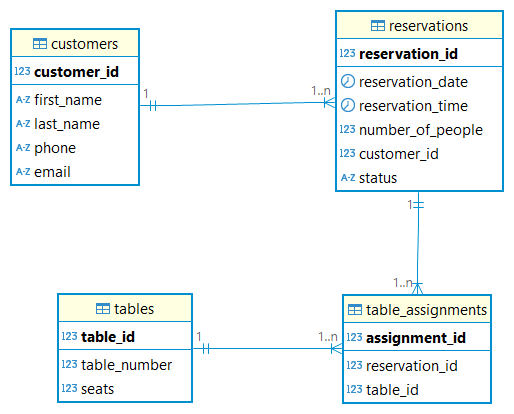 customers
123 customer_id
A-Z first_name
A-Z last_name
A-Z phone
A-Z email
1
1..n
reservations
123 reservation_id
reservation_date
reservation_time
123 number_of_people
123 customer_id
A-Z status
1
1..n
tables
123 table_id
123 table_number
123 seats
1
1..n
table_assignments
123 assignment_id
123 reservation_id
123 table_id